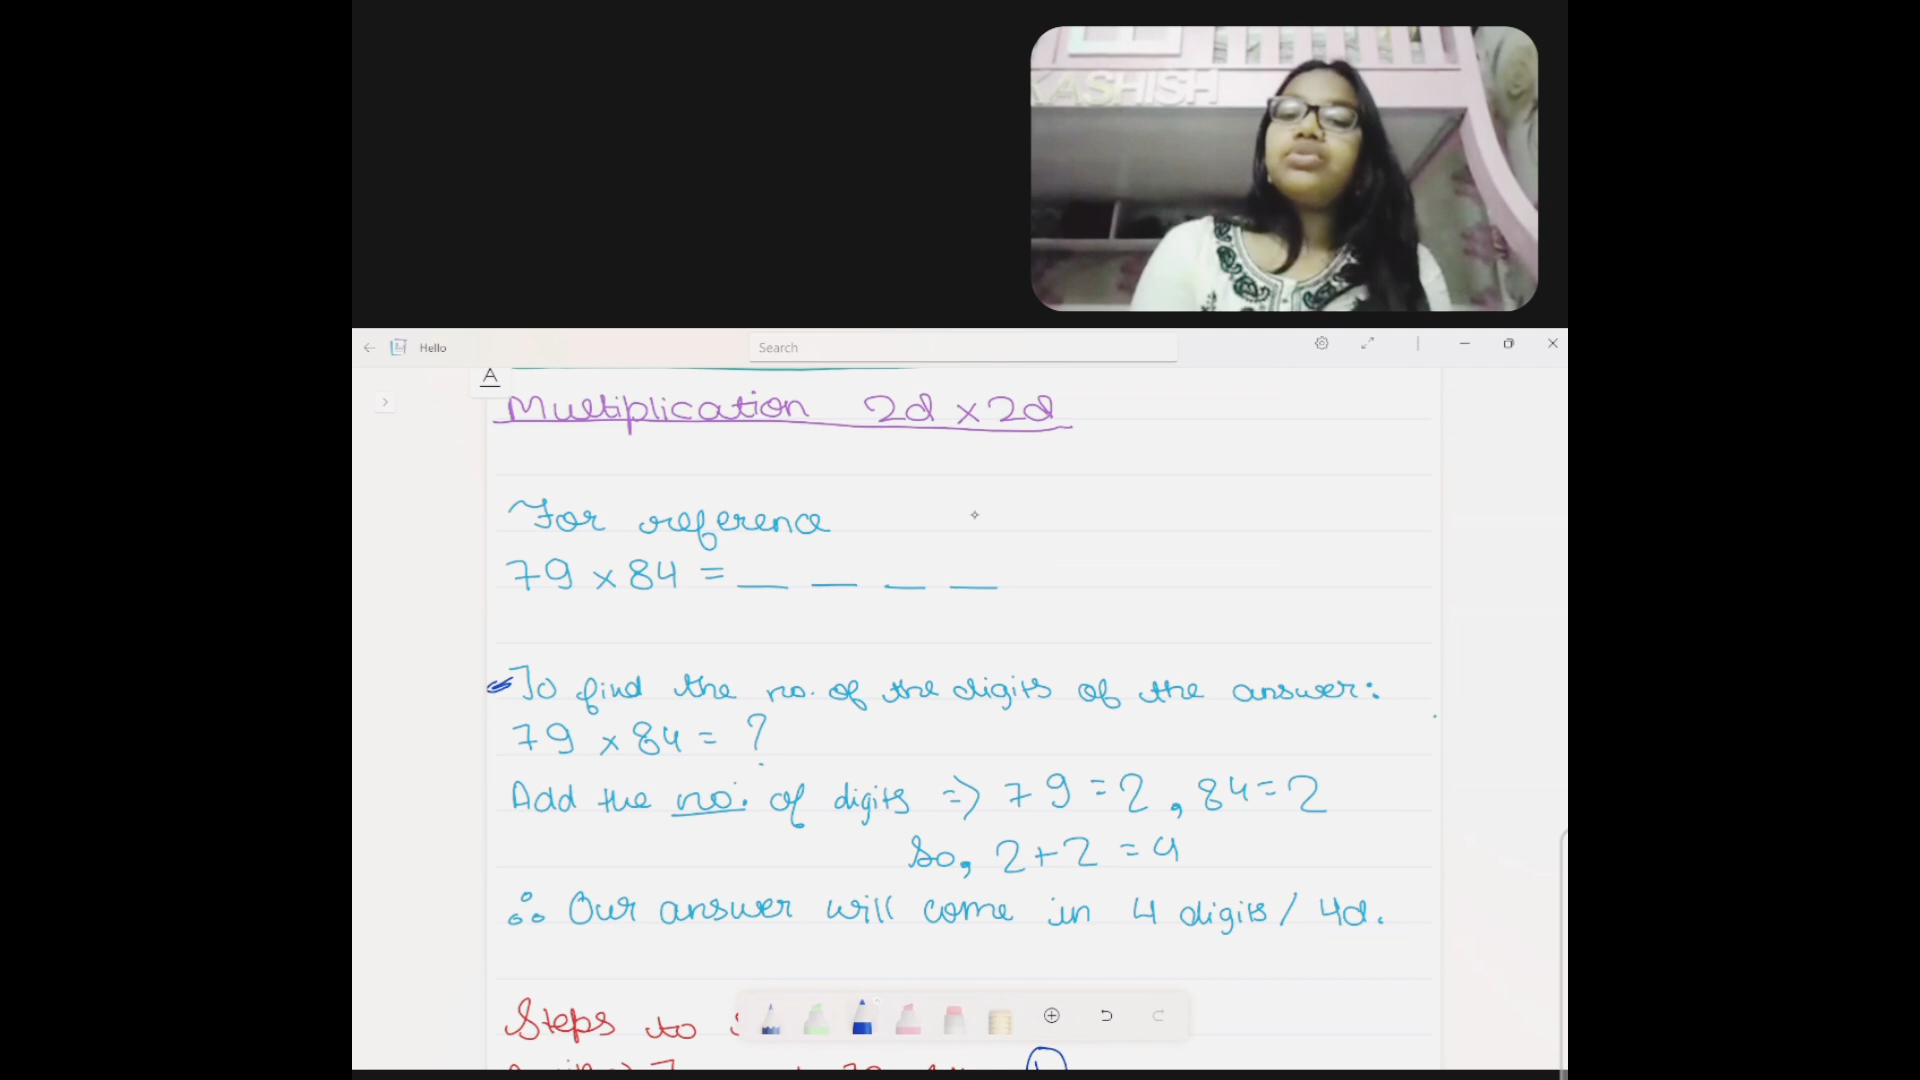 KASHISH
Hello
Search
A
Multiplication 2d x 2d
For reference
79 x 84 = __ __ __ __
To find the no. of the digits of the answer:
79 x 84 = ?
Add the no. of digits => 79 = 2, 84 = 2
So, 2+2 = 4
∴ Our answer will come in 4 digits / 4d.
Steps to